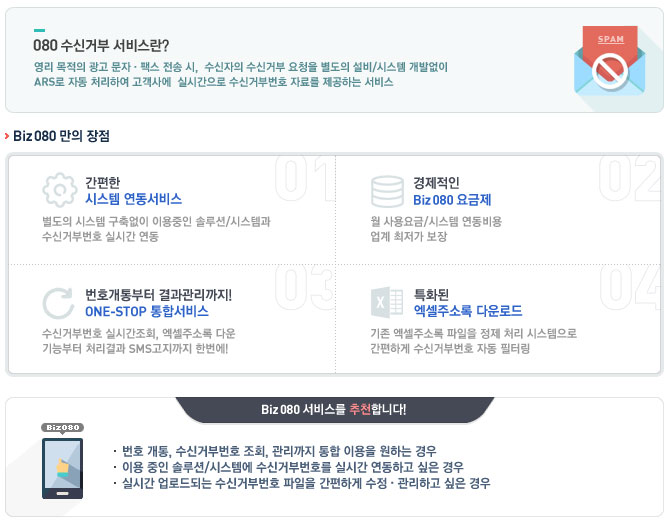 080 수신거부 서비스란?
영리 목적의 광고 문자 · 팩스 전송 시, 수신자의 수신거부 요청을 별도의 설비/시스템 개발없이
ARS로 자동 처리하여 고객사에 실시간으로 수신거부번호 자료를 제공하는 서비스
SPAM
Biz080 만의 장점
01
간편한
시스템 연동서비스
별도의 시스템 구축없이 이용중인 솔루션/시스템과
수신거부번호 실시간 연동
02
경제적인
Biz080 요금제
월 사용요금/시스템 연동비용
업계 최저가 보장
03
번호개통부터 결과관리까지!
ONE-STOP 통합서비스
수신거부번호 실시간조회, 엑셀주소록 다운
기능부터 처리결과 SMS고지까지 한번에!
04
X
특화된
엑셀주소록 다운로드
기존 엑셀주소록 파일을 정제 처리 시스템으로
간편하게 수신거부번호 자동 필터링
Biz080 서비스를 추천합니다!
Biz080
· 번호 개통, 수신거부번호 조회, 관리까지 통합 이용을 원하는 경우
· 이용 중인 솔루션/시스템에 수신거부번호를 실시간 연동하고 싶은 경우
· 실시간 업로드되는 수신거부번호 파일을 간편하게 수정 · 관리하고 싶은 경우